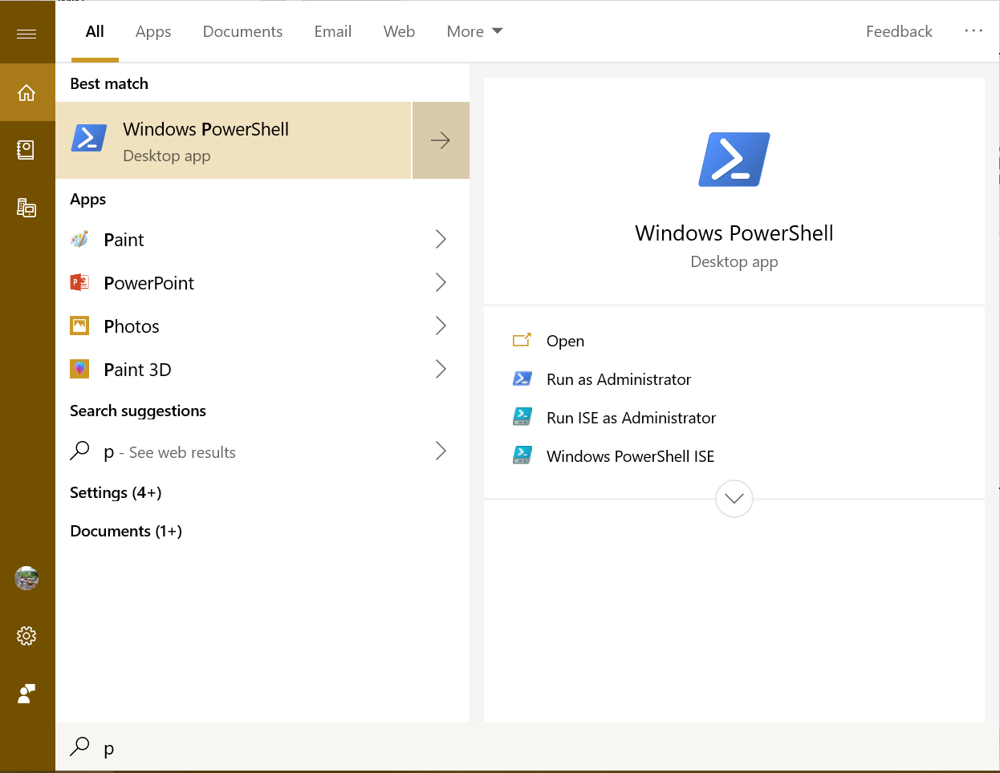 All Apps Documents Email Web More Feedback ···
Best match
Windows PowerShell
Desktop app
Apps
Paint
PowerPoint
Photos
Paint 3D
Search suggestions
p - See web results
Settings (4+)
Documents (1+)
Windows PowerShell
Desktop app
Open
Run as Administrator
Run ISE as Administrator
Windows PowerShell ISE
p